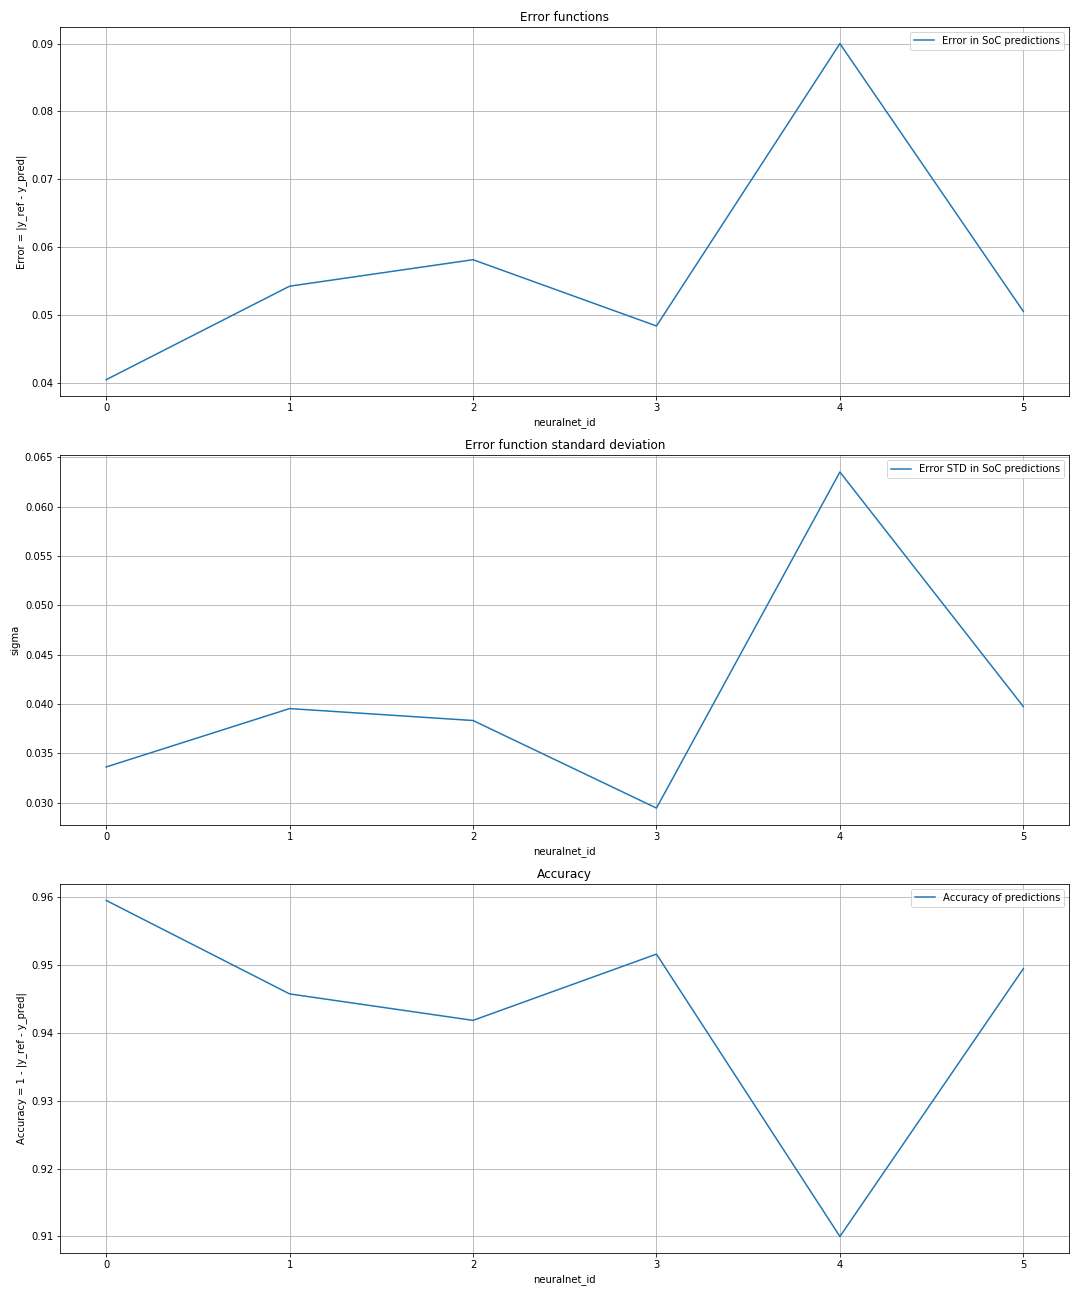 Error functions
Error in SoC predictions
0.09
0.08
0.07
0.06
0.05
0.04
Error = |y_ref - y_pred|
0 1 2 3 4 5
neuralnet_id
Error function standard deviation
Error STD in SoC predictions
0.065
0.060
0.055
0.050
0.045
0.040
0.035
0.030
sigma
0 1 2 3 4 5
neuralnet_id
Accuracy
Accuracy of predictions
0.96
0.95
0.94
0.93
0.92
0.91
Accuracy = 1 - |y_ref - y_pred|
0 1 2 3 4 5
neuralnet_id